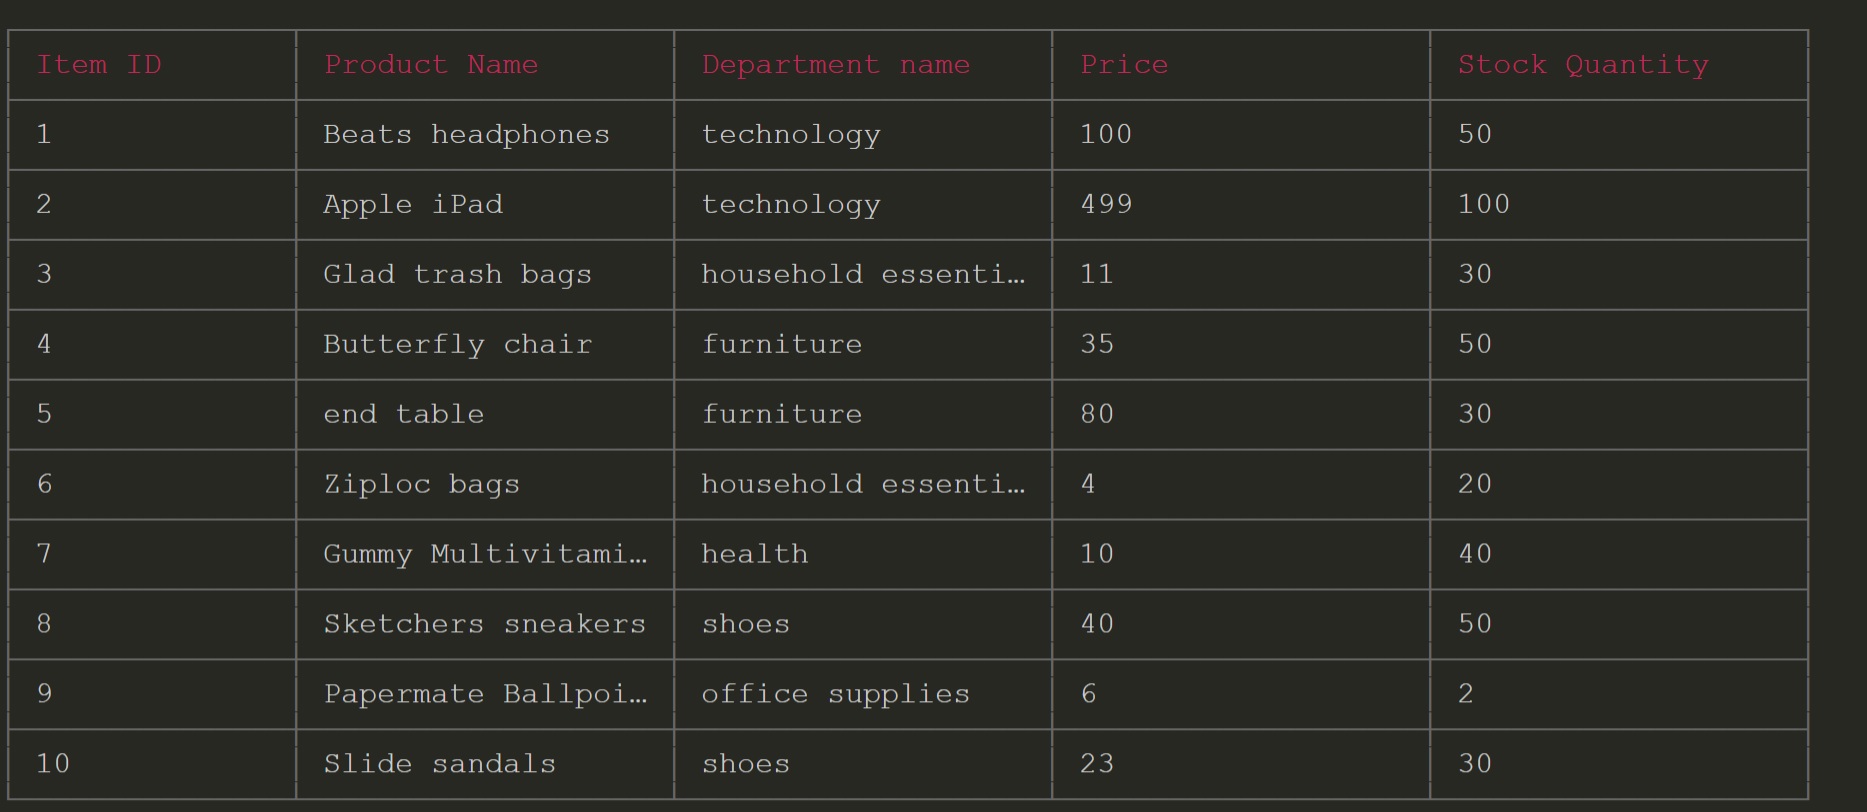 Item ID Product Name Department name Price Stock Quantity
1 Beats headphones technology 100 50
2 Apple iPad technology 499 100
3 Glad trash bags household essenti… 11 30
4 Butterfly chair furniture 35 50
5 end table furniture 80 30
6 Ziploc bags household essenti… 4 20
7 Gummy Multivitami… health 10 40
8 Sketchers sneakers shoes 40 50
9 Papermate Ballpoi… office supplies 6 2
10 Slide sandals shoes 23 30